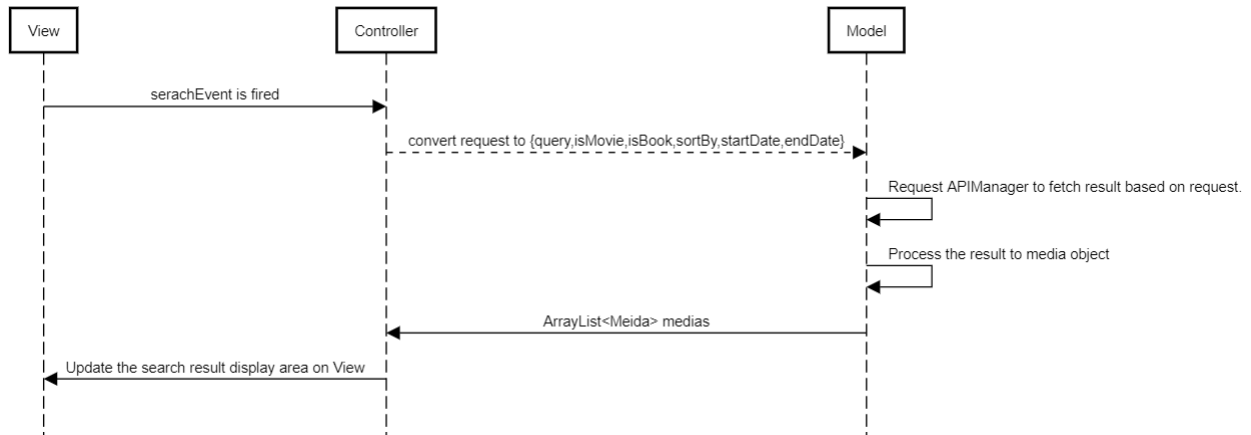 View
Controller
Model
serachEvent is fired
convert request to {query,isMovie,isBook,sortBy,startDate,endDate}
Request APIManager to fetch result based on request.
Process the result to media object
ArrayList<Meida> medias
Update the search result display area on View